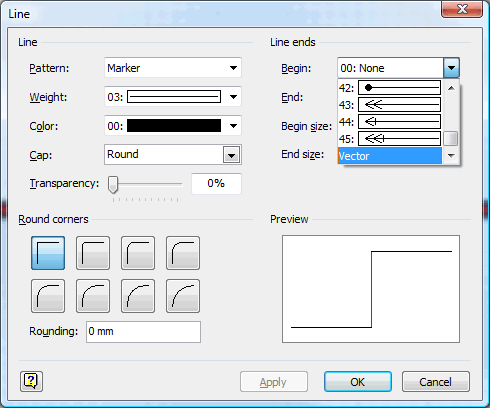 Line
Line
Pattern: Marker
Weight: 03:
Color: 00:
Cap: Round
Transparency: 0%
Line ends
Begin: 00: None
End:
Begin size:
End size:
42:
43:
44:
45:
Vector
Round corners
Rounding: 0 mm
Preview
?
Apply
OK
Cancel